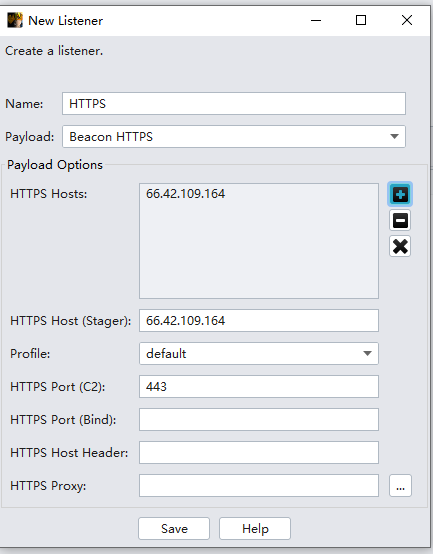 New Listener
Create a listener.
Name: HTTPS
Payload: Beacon HTTPS
Payload Options
HTTPS Hosts: 66.42.109.164
HTTPS Host (Stager): 66.42.109.164
Profile: default
HTTPS Port (C2): 443
HTTPS Port (Bind):
HTTPS Host Header:
HTTPS Proxy: ...
Save Help